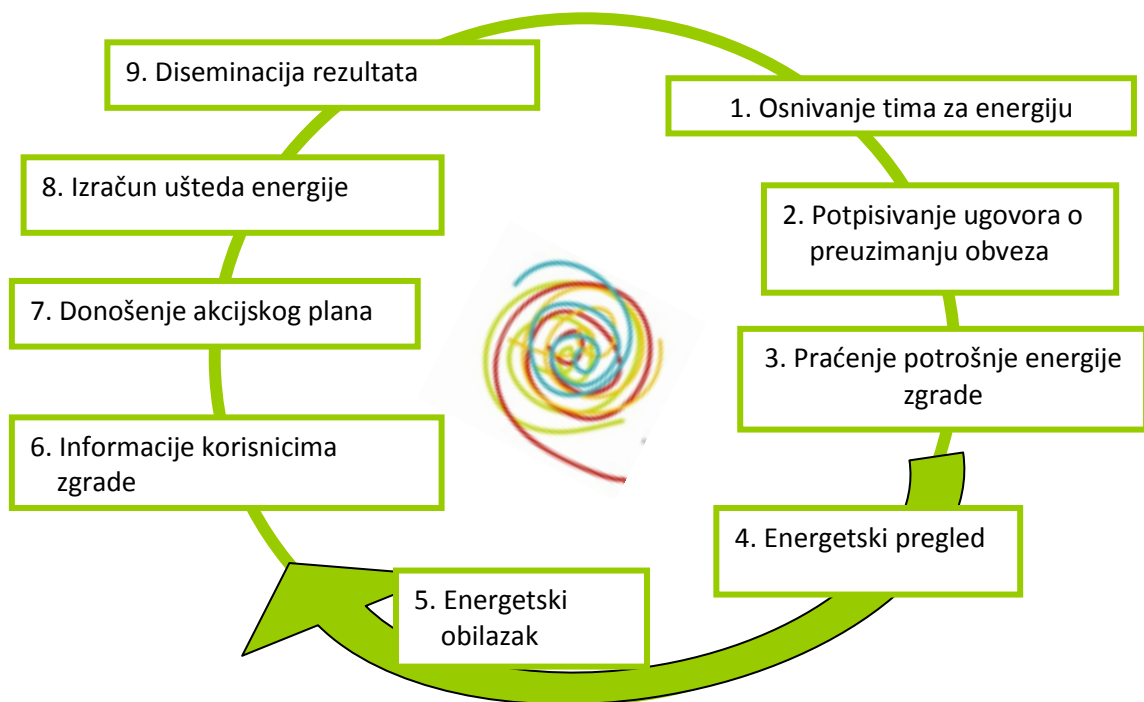 1. Osnivanje tima za energiju
2. Potpisivanje ugovora o
preuzimanju obveza
3. Praćenje potrošnje energije
zgrade
4. Energetski pregled
5. Energetski
obilazak
6. Informacije korisnicima
zgrade
7. Donošenje akcijskog plana
8. Izračun ušteda energije
9. Diseminacija rezultata